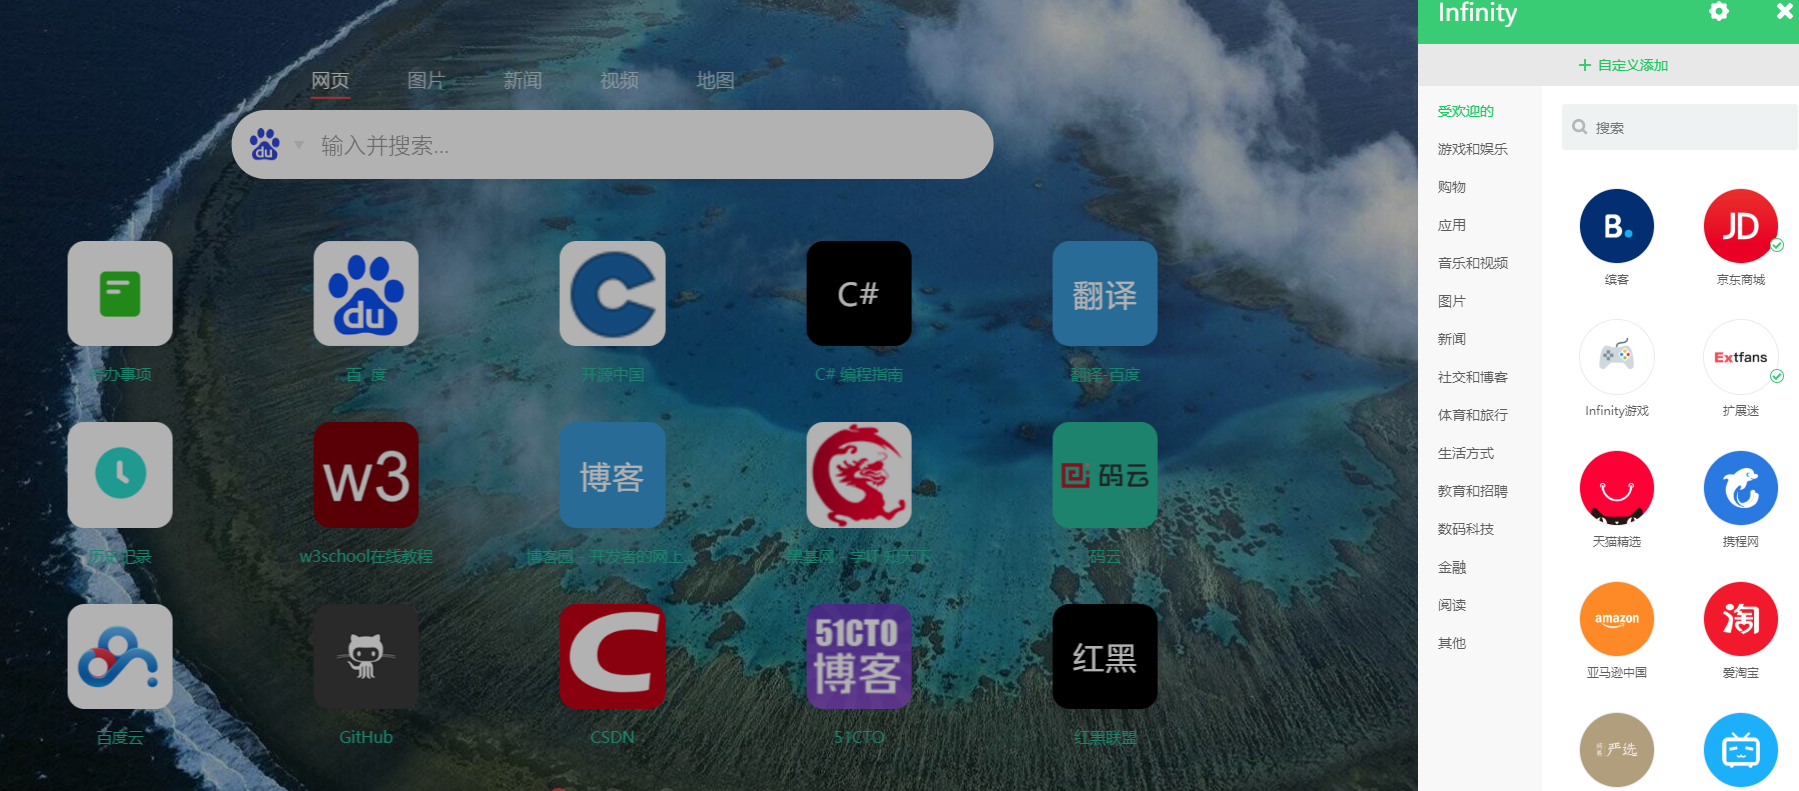 网页 图片 新闻 视频 地图
du 输入并搜索...
du C# 翻译
待办事项 百 度 开源中国 C# 编程指南 翻译-百度
w3 博客 码云
历史记录 w3school在线教程 博客园 - 开发者的网上 黑基网 - 学IT 知天下 码云
51CTO
博客 红黑
百度云 GitHub CSDN 51CTO 红黑联盟
Infinity
+ 自定义添加
受欢迎的
游戏和娱乐
购物
应用
音乐和视频
图片
新闻
社交和博客
体育和旅行
生活方式
教育和招聘
数码科技
金融
阅读
其他
搜索
B. JD
缤客 京东商城
Extfans
Infinity游戏 扩展迷
天猫精选 携程网
amazon 淘
亚马逊中国 爱淘宝
严选